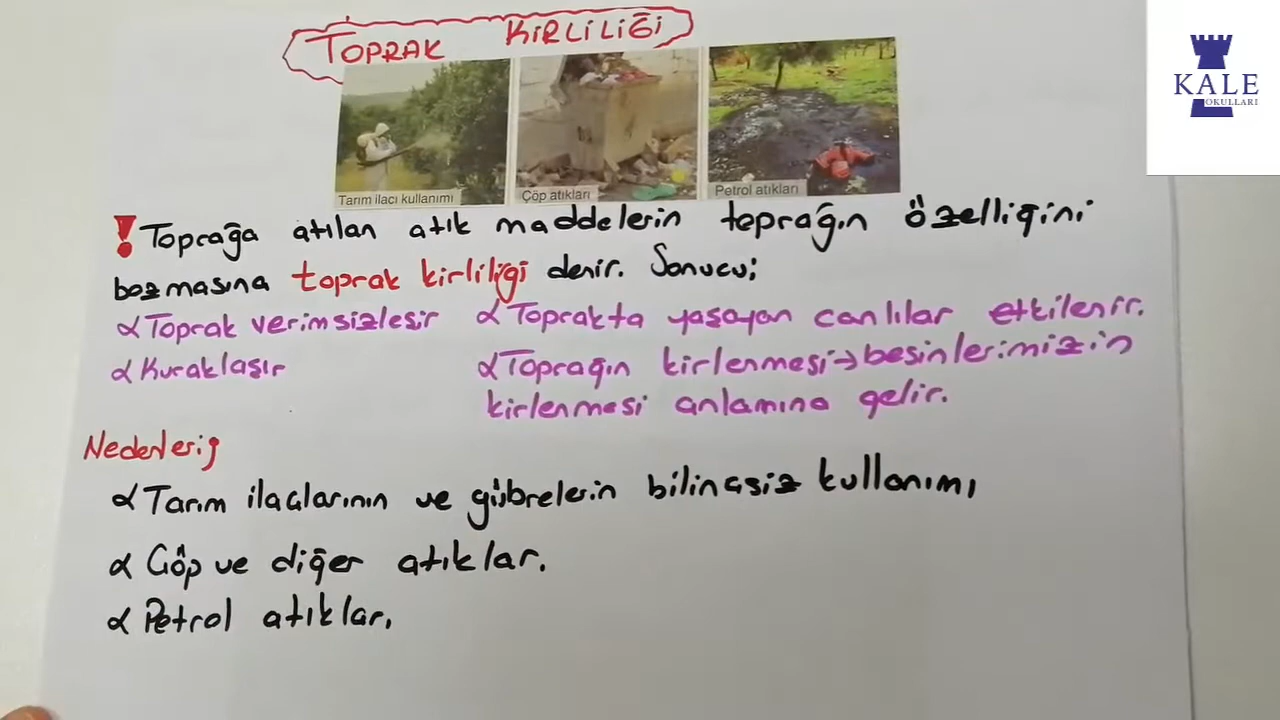 TOPRAK KİRLİLİĞİ
KALE
OKULLARI
Tarım ilacı kullanımı
Çöp atıkları
Petrol atıkları
! Toprağa atılan atık maddelerin teprağın özelliğini
bozmasına toprak kirliliği denir. Sonucu;
α Toprak verimsizleşir α Toprakta yaşayan canlılar etkilenir.
α Kuraklaşır α Toprağın kirlenmesi→besinlerimizin
kirlenmesi anlamına gelir.
Nedenleri;
α Tarım ilaçlarının ve gübrelerin bilinçsiz kullanımı
α Çöp ve diğer atıklar.
α Petrol atıkları